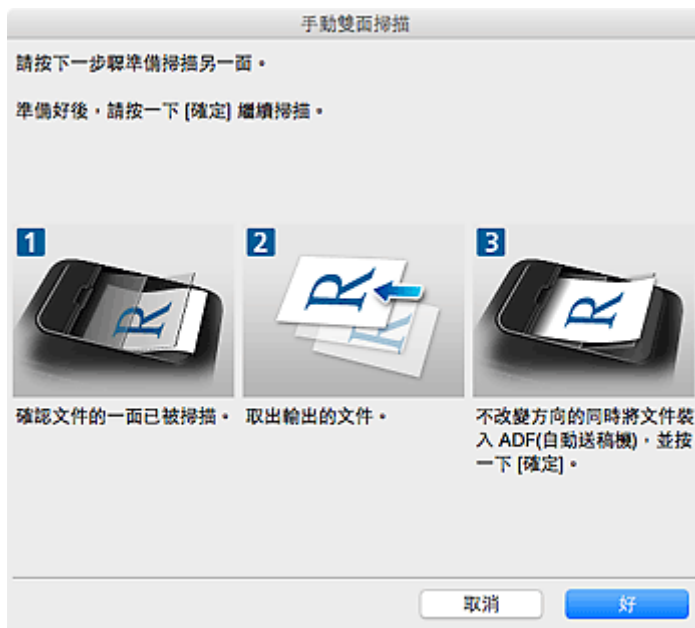 手動雙面掃描
請按下一步驟準備掃描另一面。
準備好後，請按一下 [確定] 繼續掃描。
1
2
3
R
R
R
R
確認文件的一面已被掃描。
取出輸出的文件。
不改變方向的同時將文件裝
入 ADF(自動送稿機)，並按
一下 [確定]。
取消
好